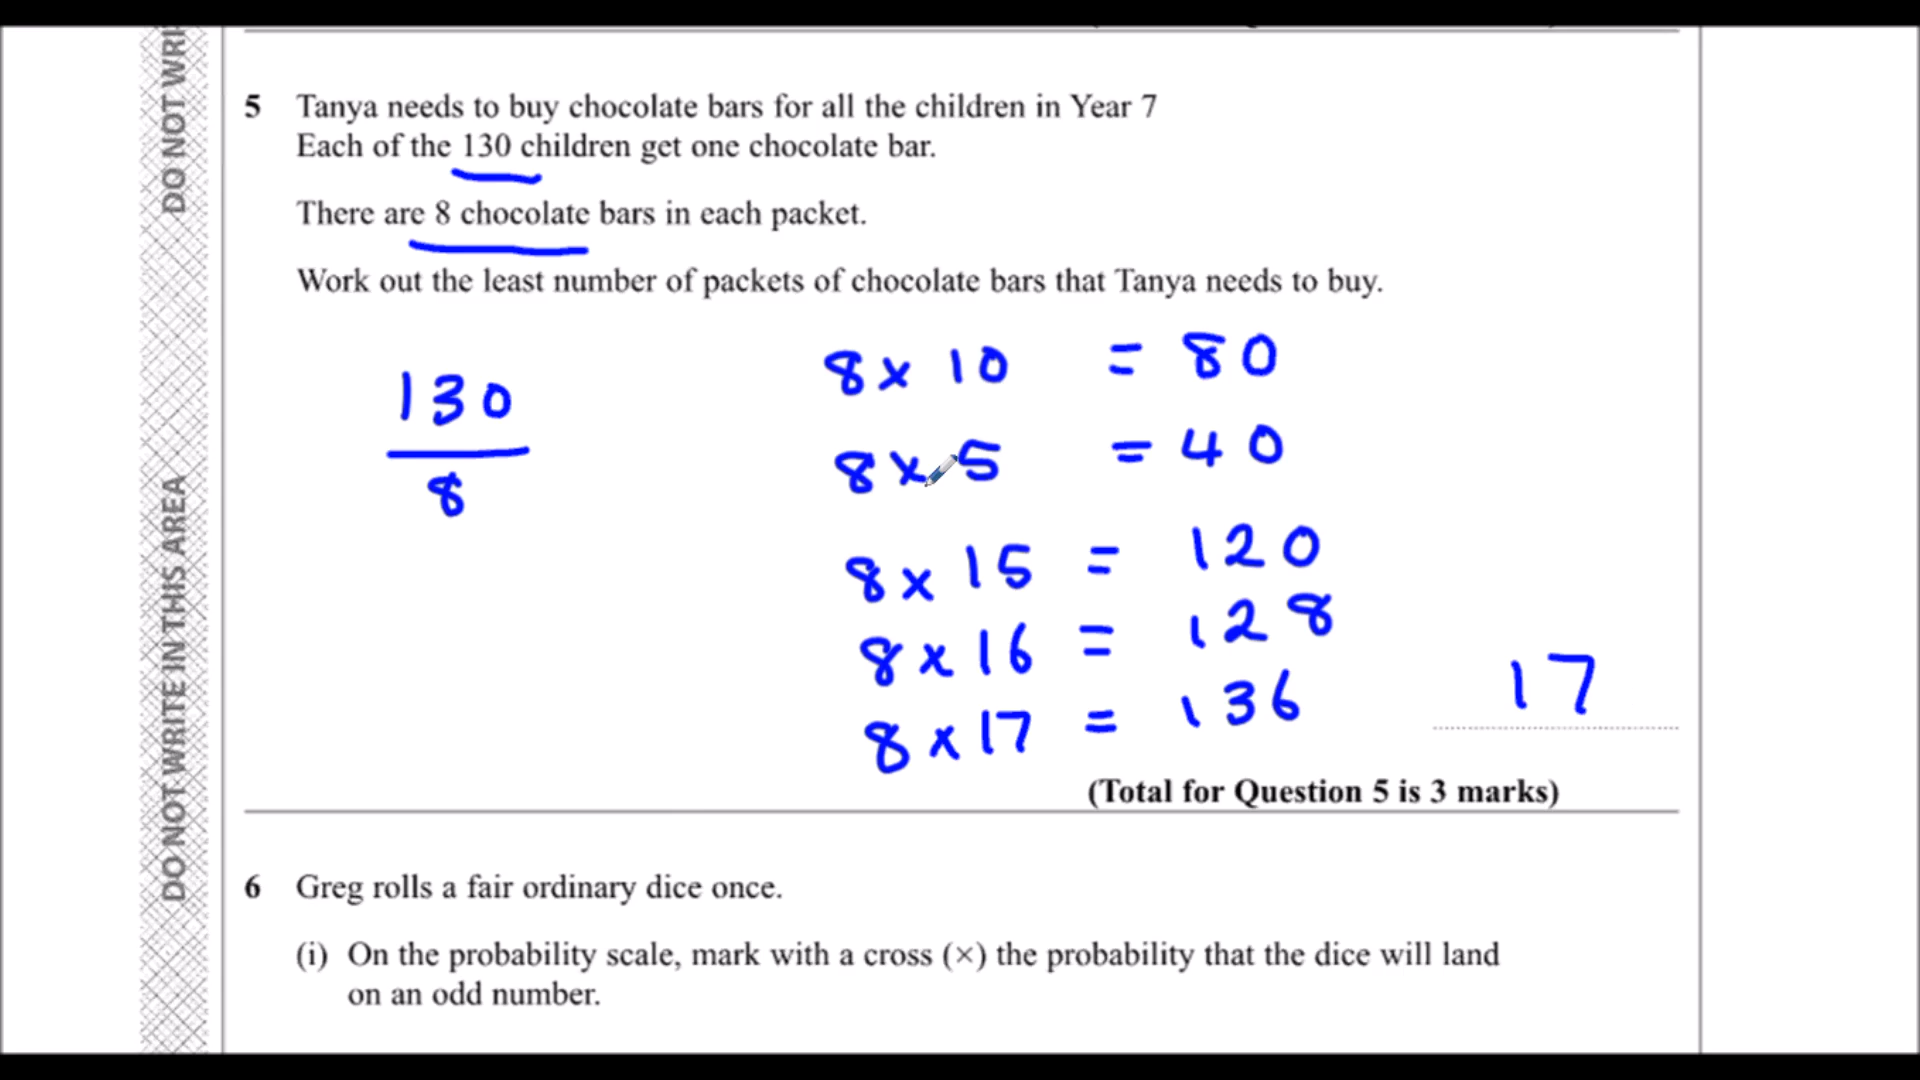 DO NOT WRI
DO NOT WRITE IN THIS AREA
5 Tanya needs to buy chocolate bars for all the children in Year 7
Each of the 130 children get one chocolate bar.
There are 8 chocolate bars in each packet.
Work out the least number of packets of chocolate bars that Tanya needs to buy.
130
8
8 × 10 = 80
8 × 5 = 40
8 × 15 = 120
8 × 16 = 128
8 × 17 = 136
17
(Total for Question 5 is 3 marks)
6 Greg rolls a fair ordinary dice once.
(i) On the probability scale, mark with a cross (×) the probability that the dice will land
on an odd number.